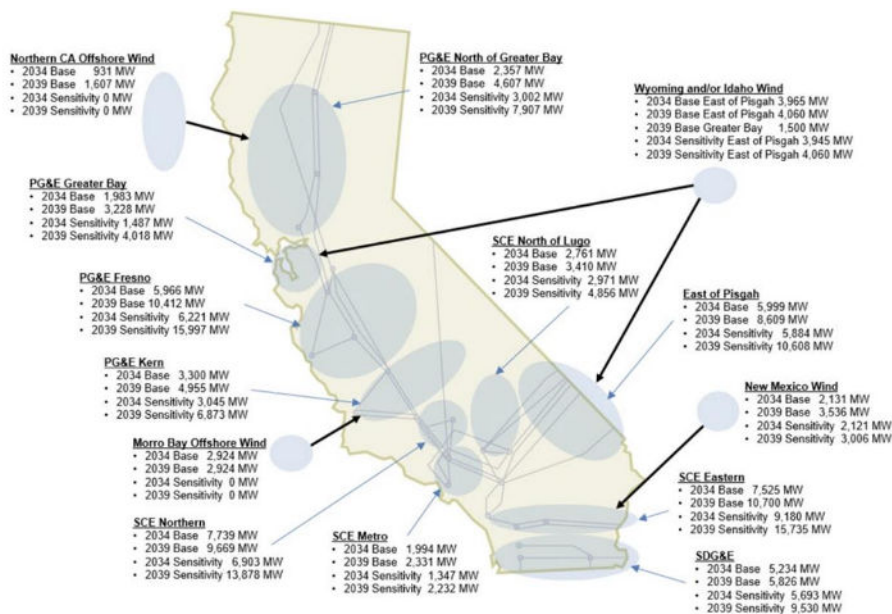 Northern CA Offshore Wind
• 2034 Base 931 MW
• 2039 Base 1,607 MW
• 2034 Sensitivity 0 MW
• 2039 Sensitivity 0 MW
PG&E North of Greater Bay
• 2034 Base 2,357 MW
• 2039 Base 4,607 MW
• 2034 Sensitivity 3,002 MW
• 2039 Sensitivity 7,907 MW
Wyoming and/or Idaho Wind
• 2034 Base East of Pisgah 3,965 MW
• 2039 Base East of Pisgah 4,060 MW
• 2039 Base Greater Bay 1,500 MW
• 2034 Sensitivity East of Pisgah 3,945 MW
• 2039 Sensitivity East of Pisgah 4,060 MW
PG&E Greater Bay
• 2034 Base 1,983 MW
• 2039 Base 3,228 MW
• 2034 Sensitivity 1,487 MW
• 2039 Sensitivity 4,018 MW
SCE North of Lugo
• 2034 Base 2,761 MW
• 2039 Base 3,410 MW
• 2034 Sensitivity 2,971 MW
• 2039 Sensitivity 4,856 MW
PG&E Fresno
• 2034 Base 5,966 MW
• 2039 Base 10,412 MW
• 2034 Sensitivity 6,221 MW
• 2039 Sensitivity 15,997 MW
East of Pisgah
• 2034 Base 5,999 MW
• 2039 Base 8,609 MW
• 2034 Sensitivity 5,884 MW
• 2039 Sensitivity 10,608 MW
PG&E Kern
• 2034 Base 3,300 MW
• 2039 Base 4,955 MW
• 2034 Sensitivity 3,045 MW
• 2039 Sensitivity 6,873 MW
New Mexico Wind
• 2034 Base 2,131 MW
• 2039 Base 3,536 MW
• 2034 Sensitivity 2,121 MW
• 2039 Sensitivity 3,006 MW
Morro Bay Offshore Wind
• 2034 Base 2,924 MW
• 2039 Base 2,924 MW
• 2034 Sensitivity 0 MW
• 2039 Sensitivity 0 MW
SCE Eastern
• 2034 Base 7,525 MW
• 2039 Base 10,700 MW
• 2034 Sensitivity 9,180 MW
• 2039 Sensitivity 15,735 MW
SCE Northern
• 2034 Base 7,739 MW
• 2039 Base 9,669 MW
• 2034 Sensitivity 6,903 MW
• 2039 Sensitivity 13,878 MW
SCE Metro
• 2034 Base 1,994 MW
• 2039 Base 2,331 MW
• 2034 Sensitivity 1,347 MW
• 2039 Sensitivity 2,232 MW
SDG&E
• 2034 Base 5,234 MW
• 2039 Base 5,826 MW
• 2034 Sensitivity 5,693 MW
• 2039 Sensitivity 9,530 MW